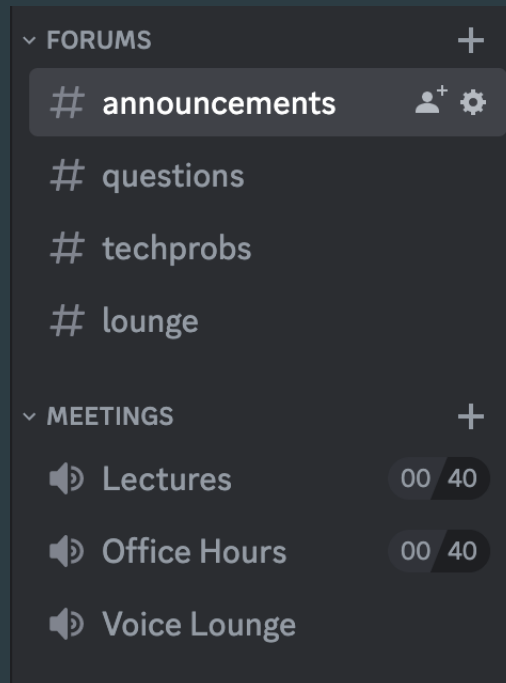 FORUMS
# announcements
# questions
# techprobs
# lounge
MEETINGS
Lectures 00 40
Office Hours 00 40
Voice Lounge